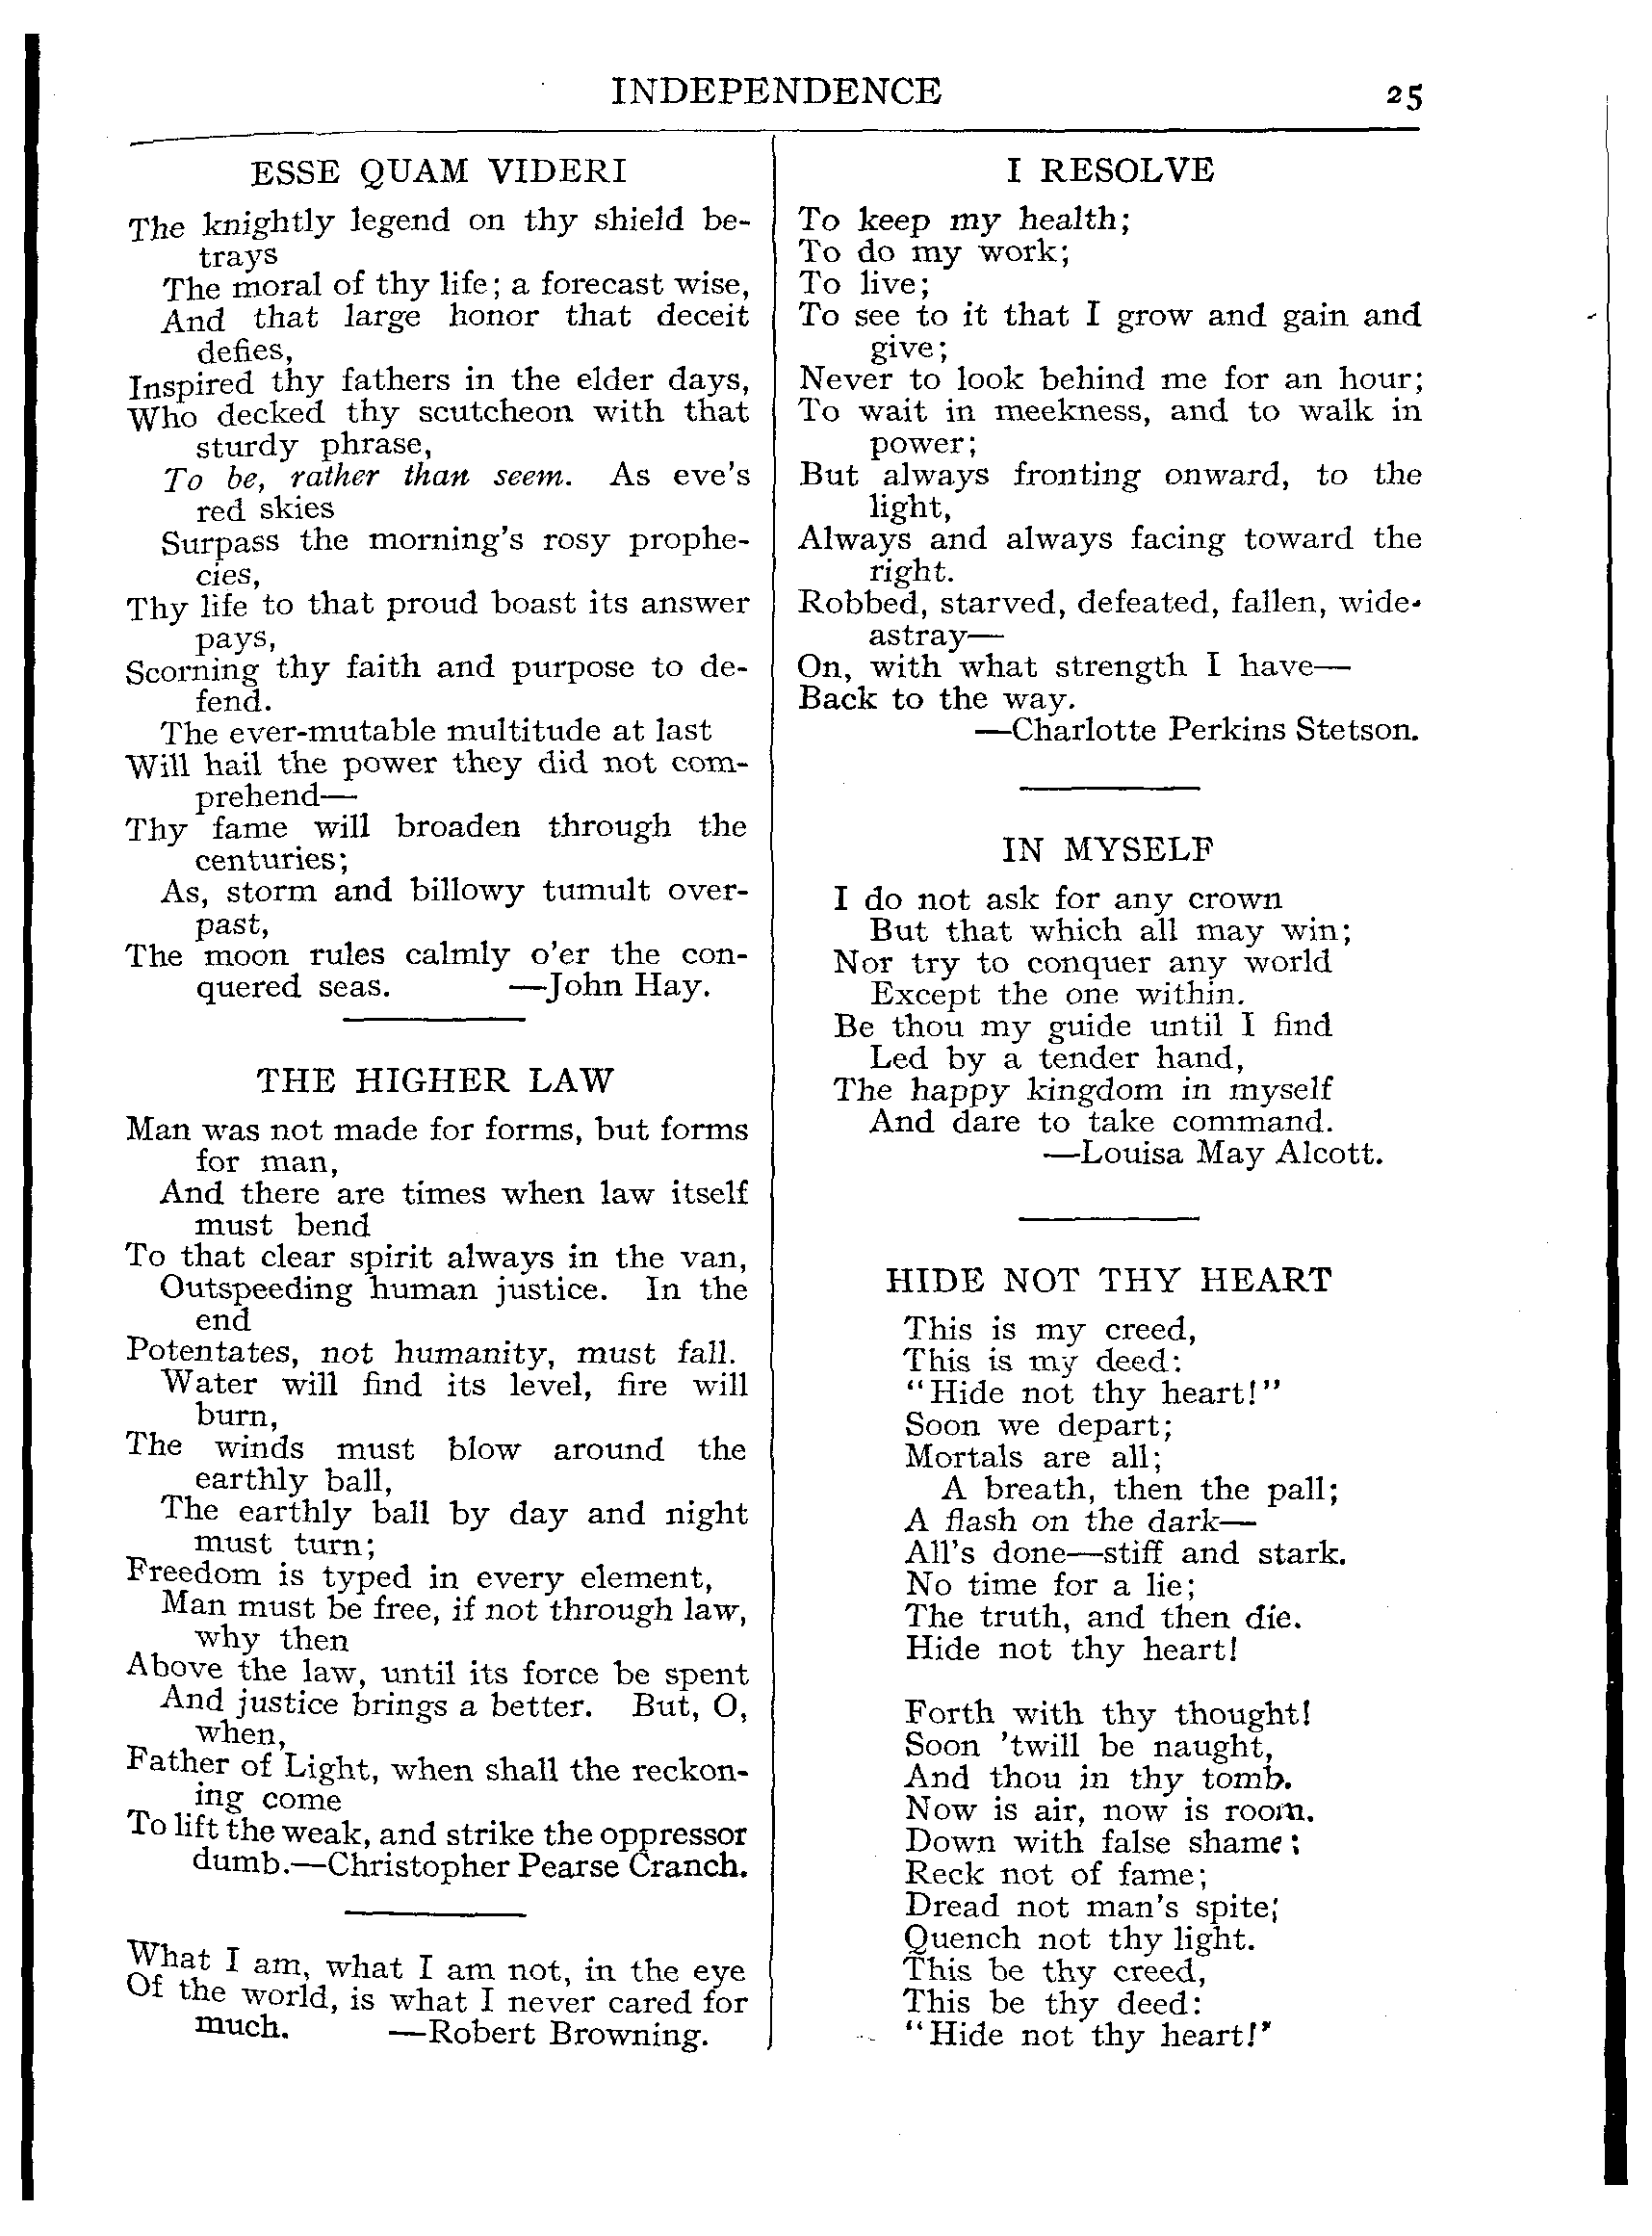 INDEPENDENCE 25
ESSE QUAM VIDERI
The knightly legend on thy shield be-
trays
The moral of thy life; a forecast wise,
And that large honor that deceit
defies,
Inspired thy fathers in the elder days,
Who decked thy scutcheon with that
sturdy phrase,
To be, rather than seem. As eve's
red skies
Surpass the morning's rosy prophe-
cies,
Thy life to that proud boast its answer
pays,
Scorning thy faith and purpose to de-
fend.
The ever-mutable multitude at last
Will hail the power they did not com-
prehend—
Thy fame will broaden through the
centuries;
As, storm and billowy tumult over-
past,
The moon rules calmly o'er the con-
quered seas. —John Hay.
THE HIGHER LAW
Man was not made for forms, but forms
for man,
And there are times when law itself
must bend
To that clear spirit always in the van,
Outspeeding human justice. In the
end
Potentates, not humanity, must fall.
Water will find its level, fire will
burn,
The winds must blow around the
earthly ball,
The earthly ball by day and night
must turn;
Freedom is typed in every element,
Man must be free, if not through law,
why then
Above the law, until its force be spent
And justice brings a better. But, O,
when,
Father of Light, when shall the reckon-
ing come
To lift the weak, and strike the oppressor
dumb.—Christopher Pearse Cranch.
What I am, what I am not, in the eye
Of the world, is what I never cared for
much. —Robert Browning.
I RESOLVE
To keep my health;
To do my work;
To live;
To see to it that I grow and gain and
give;
Never to look behind me for an hour;
To wait in meekness, and to walk in
power;
But always fronting onward, to the
light,
Always and always facing toward the
right.
Robbed, starved, defeated, fallen, wide-
astray—
On, with what strength I have—
Back to the way.
—Charlotte Perkins Stetson.
IN MYSELF
I do not ask for any crown
But that which all may win;
Nor try to conquer any world
Except the one within.
Be thou my guide until I find
Led by a tender hand,
The happy kingdom in myself
And dare to take command.
—Louisa May Alcott.
HIDE NOT THY HEART
This is my creed,
This is my deed:
"Hide not thy heart!"
Soon we depart;
Mortals are all;
A breath, then the pall;
A flash on the dark—
All's done—stiff and stark.
No time for a lie;
The truth, and then die.
Hide not thy heart!
Forth with thy thought!
Soon 'twill be naught,
And thou in thy tomb.
Now is air, now is room.
Down with false shame;
Reck not of fame;
Dread not man's spite;
Quench not thy light.
This be thy creed,
This be thy deed:
"Hide not thy heart!"